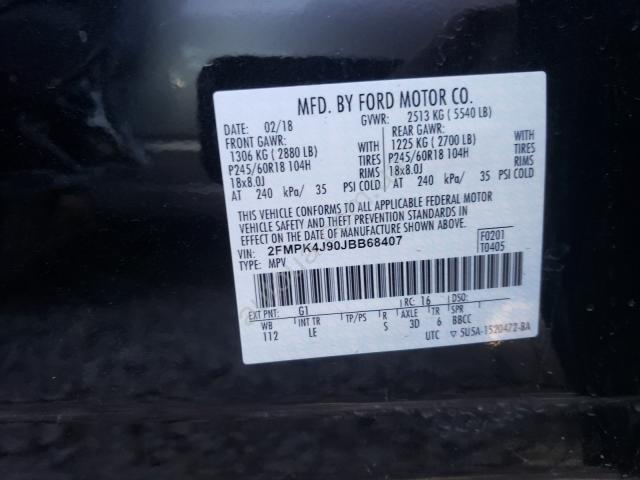 MFD. BY FORD MOTOR CO.
DATE: 02/18 GVWR: 2513 KG ( 5540 LB)
FRONT GAWR: REAR GAWR:
1306 KG ( 2880 LB) 1225 KG ( 2700 LB)
P245/60R18 104H TIRES P245/60R18 104H TIRES
18x8.0J RIMS 18x8.0J RIMS
AT 240 kPa/ 35 PSI COLD AT 240 kPa/ 35 PSI COLD
THIS VEHICLE CONFORMS TO ALL APPLICABLE FEDERAL MOTOR
VEHICLE SAFETY AND THEFT PREVENTION STANDARDS IN
EFFECT ON THE DATE OF MANUFACTURE SHOWN ABOVE.
VIN: 2FMPK4J90JBB68407 F0201
TYPE: MPV T0405
EXT PNT: G1 RC: 16 DSO:
WB INT TR TP/PS R AXLE TR SPR
112 LE S 3D 6 BBCC
UTC ▽ 5U5A-1520472-BA